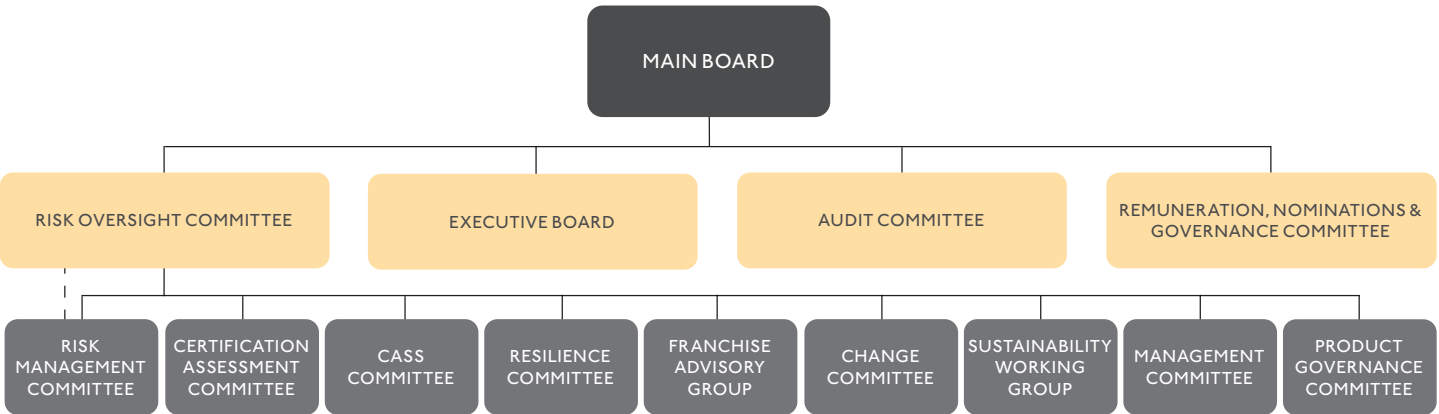 MAIN BOARD
RISK OVERSIGHT COMMITTEE
EXECUTIVE BOARD
AUDIT COMMITTEE
REMUNERATION, NOMINATIONS &
GOVERNANCE COMMITTEE
RISK
MANAGEMENT
COMMITTEE
CERTIFICATION
ASSESSMENT
COMMITTEE
CASS
COMMITTEE
RESILIENCE
COMMITTEE
FRANCHISE
ADVISORY
GROUP
CHANGE
COMMITTEE
SUSTAINABILITY
WORKING
GROUP
MANAGEMENT
COMMITTEE
PRODUCT
GOVERNANCE
COMMITTEE